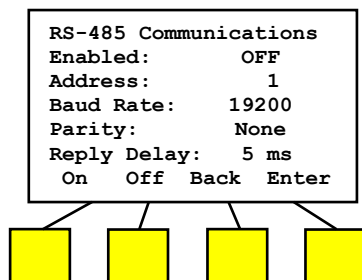 RS-485 Communications
Enabled: OFF
Address: 1
Baud Rate: 19200
Parity: None
Reply Delay: 5 ms
On Off Back Enter